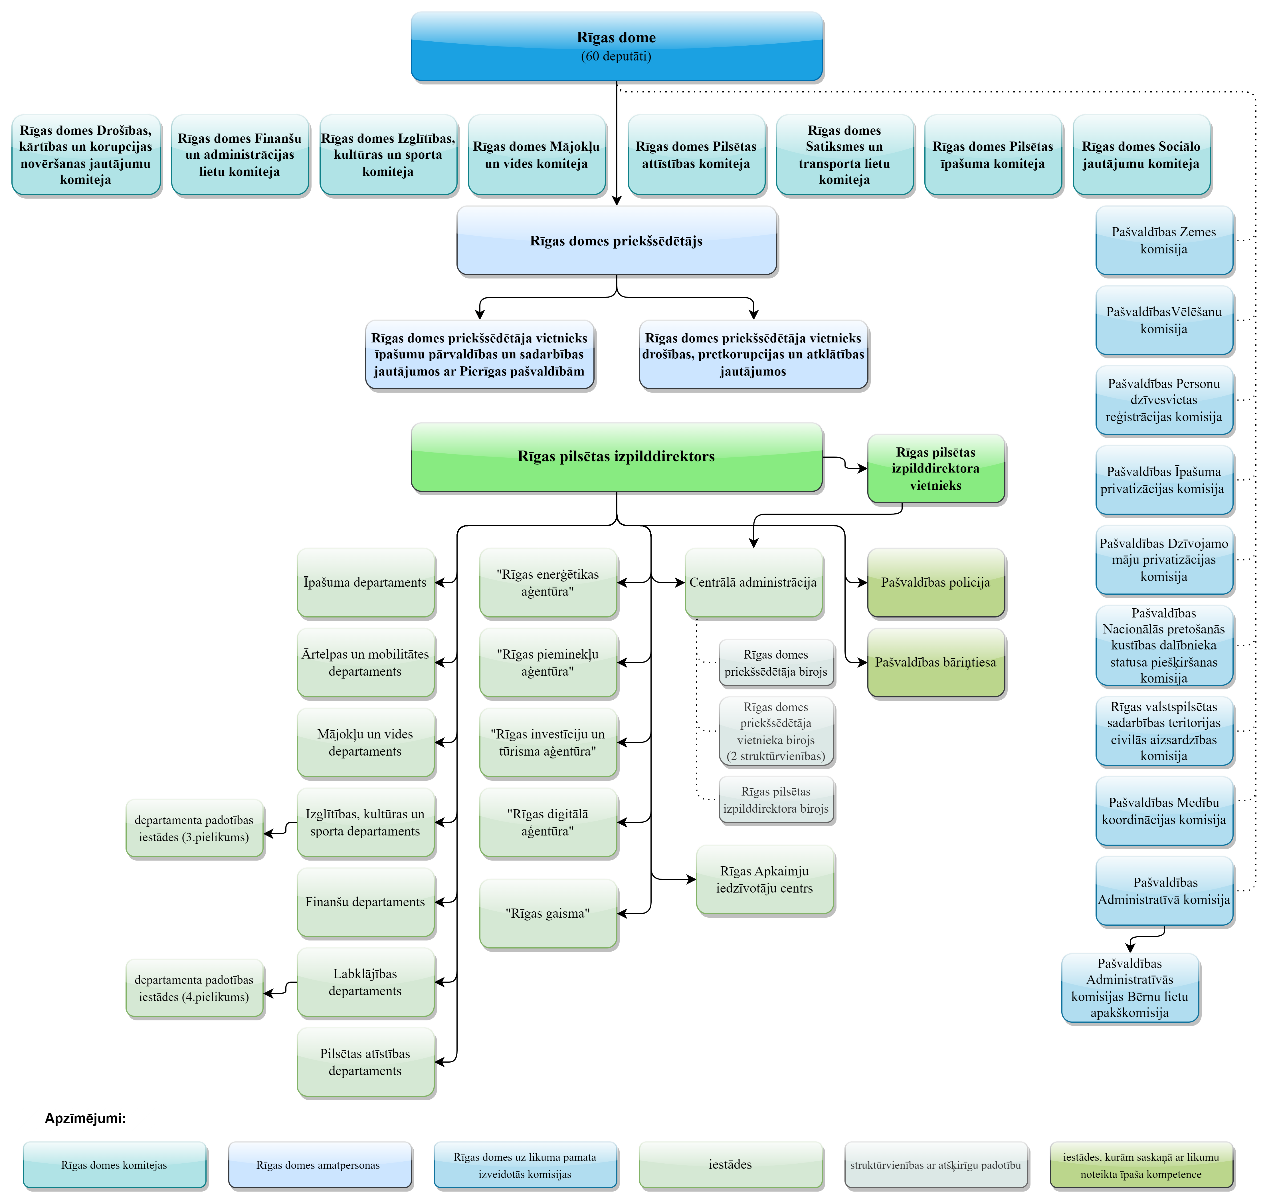 Rīgas dome
(60 deputāti)
Rīgas domes Drošības,
kārtības un korupcijas
novēršanas jautājumu
komiteja
Rīgas domes Finanšu
un administrācijas
lietu komiteja
Rīgas domes Izglītības,
kultūras un sporta
komiteja
Rīgas domes Mājokļu
un vides komiteja
Rīgas domes Pilsētas
attīstības komiteja
Rīgas domes
Satiksmes un
transporta lietu
komiteja
Rīgas domes Pilsētas
īpašuma komiteja
Rīgas domes Sociālo
jautājumu komiteja
Rīgas domes priekšsēdētājs
Rīgas domes priekšsēdētāja vietnieks
īpašumu pārvaldības un sadarbības
jautājumos ar Pierīgas pašvaldībām
Rīgas domes priekšsēdētāja vietnieks
drošības, pretkorupcijas un atklātības
jautājumos
Pašvaldības Zemes
komisija
PašvaldībasVēlēšanu
komisija
Pašvaldības Personu
dzīvesvietas
reģistrācijas komisija
Pašvaldības Īpašuma
privatizācijas komisija
Pašvaldības Dzīvojamo
māju privatizācijas
komisija
Pašvaldības
Nacionālās pretošanās
kustības dalībnieka
statusa piešķiršanas
komisija
Rīgas valstspilsētas
sadarbības teritorijas
civilās aizsardzības
komisija
Pašvaldības Medību
koordinācijas komisija
Pašvaldības
Administratīvā komisija
Pašvaldības
Administratīvās
komisijas Bērnu lietu
apakškomisija
Rīgas pilsētas izpilddirektors
Rīgas pilsētas
izpilddirektora
vietnieks
Īpašuma departaments
Ārtelpas un mobilitātes
departaments
Mājokļu un vides
departaments
Izglītības, kultūras un
sporta departaments
departamenta padotības
iestādes (3.pielikums)
Finanšu departaments
Labklājības
departaments
departamenta padotības
iestādes (4.pielikums)
Pilsētas attīstības
departaments
"Rīgas enerģētikas
aģentūra"
"Rīgas pieminekļu
aģentūra"
"Rīgas investīciju un
tūrisma aģentūra"
"Rīgas digitālā
aģentūra"
"Rīgas gaisma"
Centrālā administrācija
Rīgas domes
priekšsēdētāja birojs
Rīgas domes
priekšsēdētāja
vietnieka birojs
(2 struktūrvienības)
Rīgas pilsētas
izpilddirektora birojs
Rīgas Apkaimju
iedzīvotāju centrs
Pašvaldības policija
Pašvaldības bāriņtiesa
Apzīmējumi:
Rīgas domes komitejas
Rīgas domes amatpersonas
Rīgas domes uz likuma pamata
izveidotās komisijas
iestādes
struktūrvienības ar atšķirīgu padotību
iestādes, kurām saskaņā ar likumu
noteikta īpaša kompetence